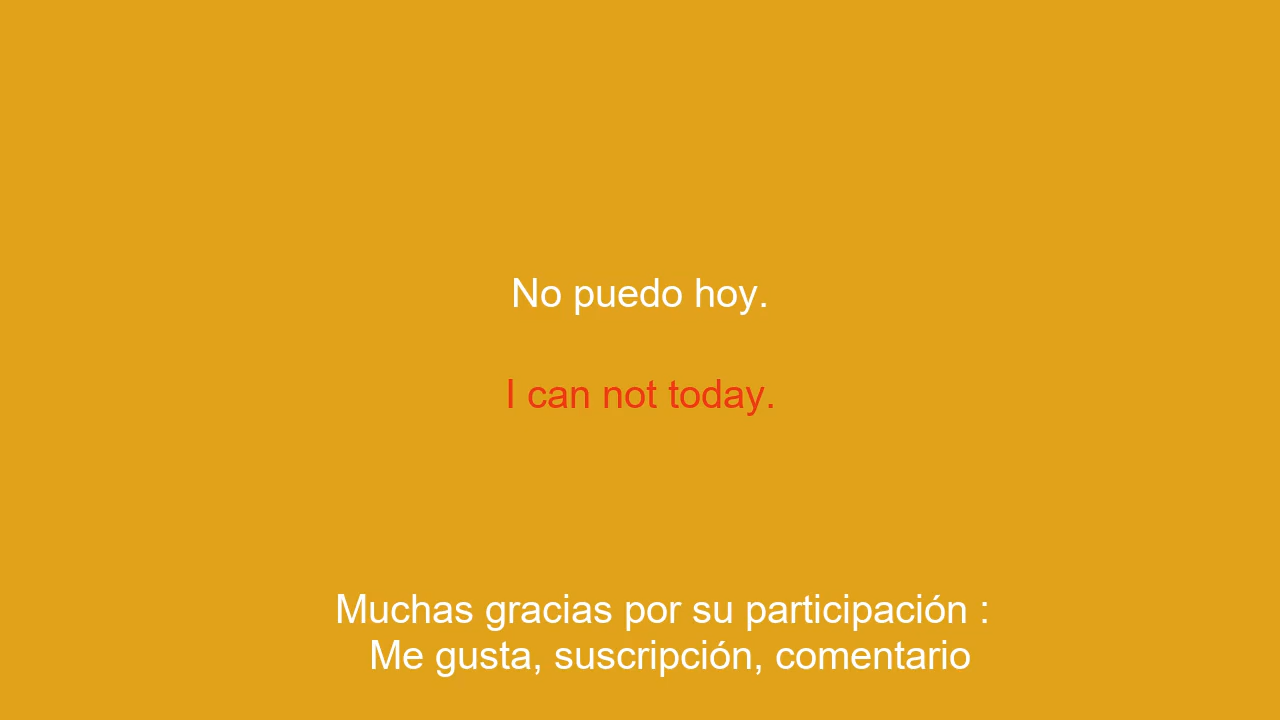 No puedo hoy.
I can not today.
Muchas gracias por su participación :
Me gusta, suscripción, comentario